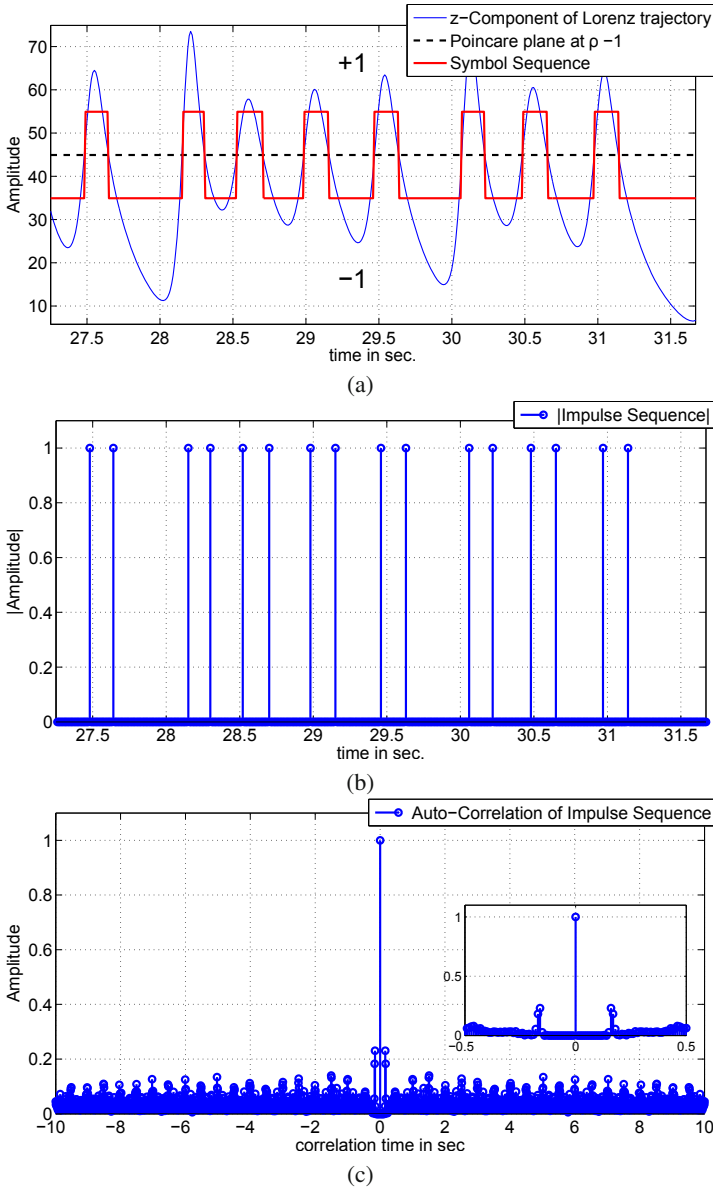 z−Component of Lorenz trajectory
Poincare plane at ρ −1
Symbol Sequence
+1
−1
Amplitude
70
60
50
40
30
20
10
27.5 28 28.5 29 29.5 30 30.5 31 31.5
time in sec.
(a)
|Impulse Sequence|
|Amplitude|
1
0.8
0.6
0.4
0.2
0
27.5 28 28.5 29 29.5 30 30.5 31 31.5
time in sec.
(b)
Auto−Correlation of Impulse Sequence
Amplitude
1
0.8
0.6
0.4
0.2
0
1
0.5
0
−0.5 0 0.5
−10 −8 −6 −4 −2 0 2 4 6 8 10
correlation time in sec
(c)